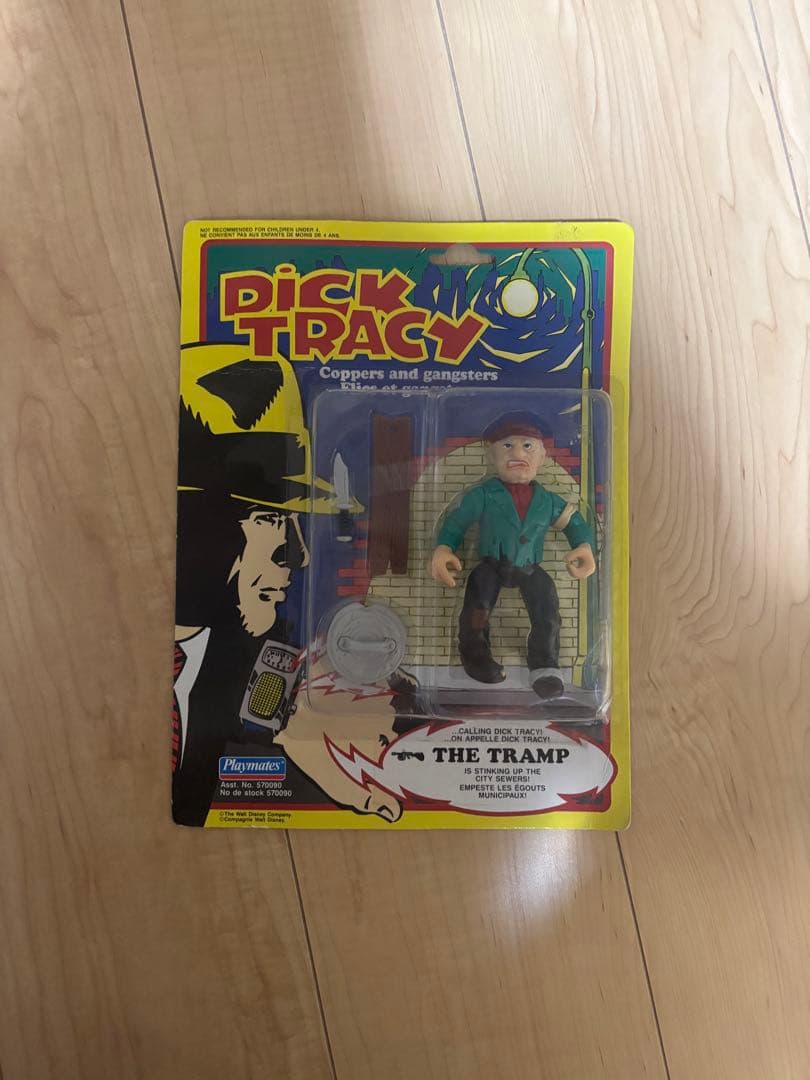 NOT RECOMMENDED FOR CHILDREN UNDER 4.
NE CONVIENT PAS AUX ENFANTS DE MOINS DE 4 ANS.
DiCK
TRACY
Coppers and gangsters
Flics et
...CALLING DICK TRACY!
...ON APPELLE DICK TRACY!
THE TRAMP
IS STINKING UP THE
CITY SEWERS!
EMPESTE LES ÉGOUTS
MUNICIPAUX!
Playmates
Asst. No. 570090
No de stock 570090
©The Walt Disney Company.
©Compagnie Walt Disney.